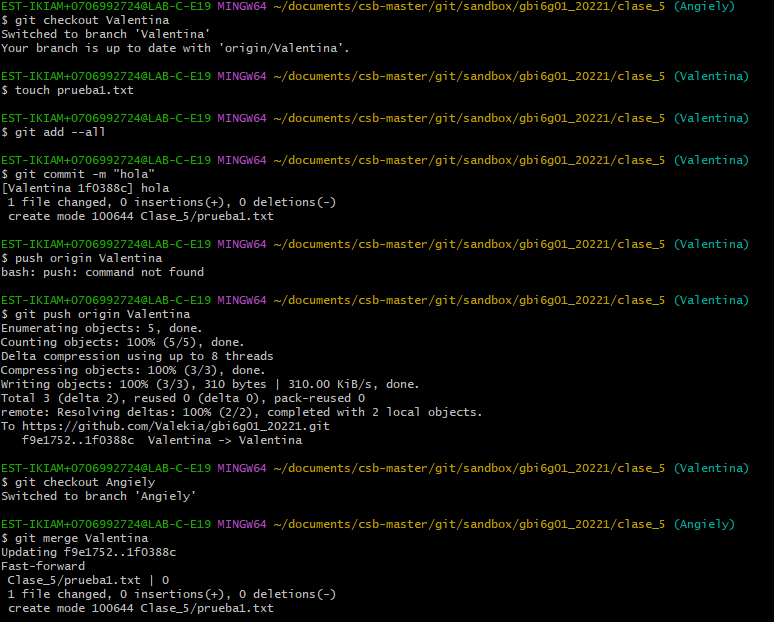 EST-IKIAM+0706992724@LAB-C-E19 MINGW64 ~/documents/csb-master/git/sandbox/gbi6g01_20221/clase_5 (Angiely)
$ git checkout Valentina
Switched to branch 'Valentina'
Your branch is up to date with 'origin/Valentina'.
EST-IKIAM+0706992724@LAB-C-E19 MINGW64 ~/documents/csb-master/git/sandbox/gbi6g01_20221/clase_5 (Valentina)
$ touch prueba1.txt
EST-IKIAM+0706992724@LAB-C-E19 MINGW64 ~/documents/csb-master/git/sandbox/gbi6g01_20221/clase_5 (Valentina)
$ git add --all
EST-IKIAM+0706992724@LAB-C-E19 MINGW64 ~/documents/csb-master/git/sandbox/gbi6g01_20221/clase_5 (Valentina)
$ git commit -m "hola"
[Valentina 1f0388c] hola
 1 file changed, 0 insertions(+), 0 deletions(-)
 create mode 100644 Clase_5/prueba1.txt
EST-IKIAM+0706992724@LAB-C-E19 MINGW64 ~/documents/csb-master/git/sandbox/gbi6g01_20221/clase_5 (Valentina)
$ push origin Valentina
bash: push: command not found
EST-IKIAM+0706992724@LAB-C-E19 MINGW64 ~/documents/csb-master/git/sandbox/gbi6g01_20221/clase_5 (Valentina)
$ git push origin Valentina
Enumerating objects: 5, done.
Counting objects: 100% (5/5), done.
Delta compression using up to 8 threads
Compressing objects: 100% (3/3), done.
Writing objects: 100% (3/3), 310 bytes | 310.00 KiB/s, done.
Total 3 (delta 2), reused 0 (delta 0), pack-reused 0
remote: Resolving deltas: 100% (2/2), completed with 2 local objects.
To https://github.com/Valekia/gbi6g01_20221.git
   f9e1752..1f0388c  Valentina -> Valentina
EST-IKIAM+0706992724@LAB-C-E19 MINGW64 ~/documents/csb-master/git/sandbox/gbi6g01_20221/clase_5 (Valentina)
$ git checkout Angiely
Switched to branch 'Angiely'
EST-IKIAM+0706992724@LAB-C-E19 MINGW64 ~/documents/csb-master/git/sandbox/gbi6g01_20221/clase_5 (Angiely)
$ git merge Valentina
Updating f9e1752..1f0388c
Fast-forward
 Clase_5/prueba1.txt | 0
 1 file changed, 0 insertions(+), 0 deletions(-)
 create mode 100644 Clase_5/prueba1.txt